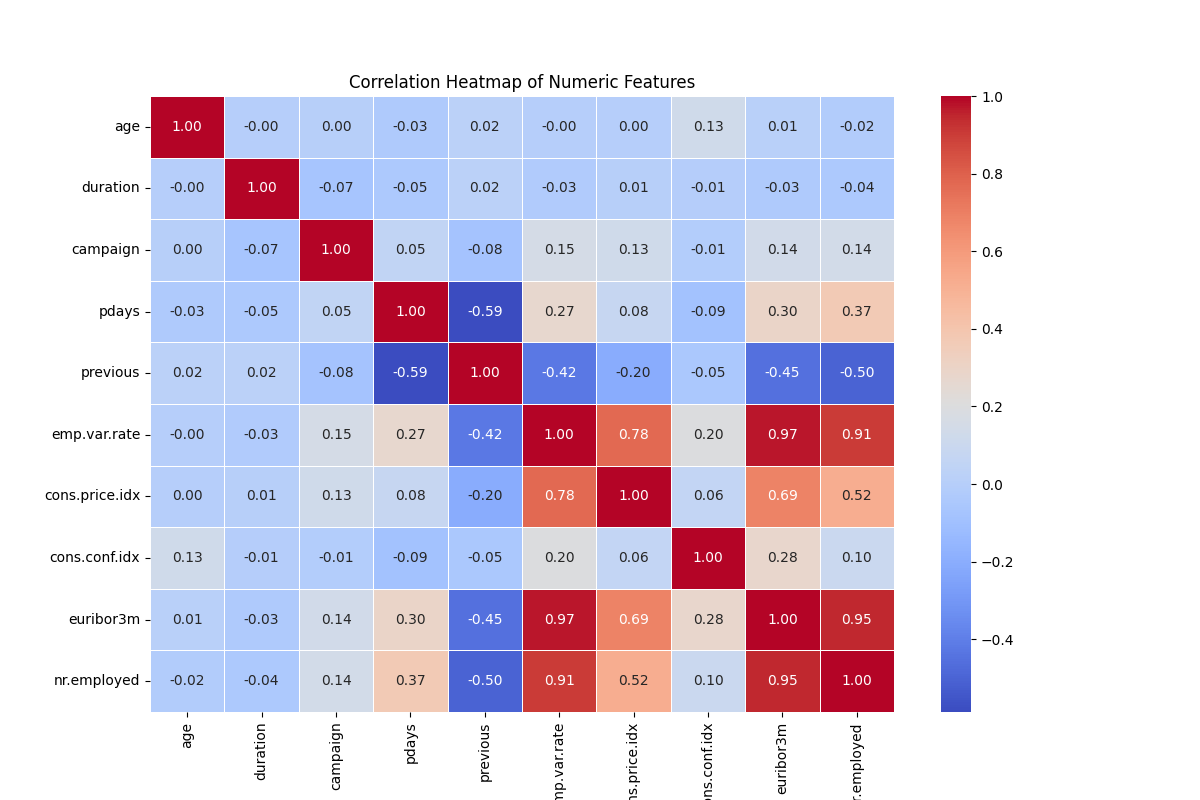 Correlation Heatmap of Numeric Features
age 1.00 -0.00 0.00 -0.03 0.02 -0.00 0.00 0.13 0.01 -0.02
duration -0.00 1.00 -0.07 -0.05 0.02 -0.03 0.01 -0.01 -0.03 -0.04
campaign 0.00 -0.07 1.00 0.05 -0.08 0.15 0.13 -0.01 0.14 0.14
pdays -0.03 -0.05 0.05 1.00 -0.59 0.27 0.08 -0.09 0.30 0.37
previous 0.02 0.02 -0.08 -0.59 1.00 -0.42 -0.20 -0.05 -0.45 -0.50
emp.var.rate -0.00 -0.03 0.15 0.27 -0.42 1.00 0.78 0.20 0.97 0.91
cons.price.idx 0.00 0.01 0.13 0.08 -0.20 0.78 1.00 0.06 0.69 0.52
cons.conf.idx 0.13 -0.01 -0.01 -0.09 -0.05 0.20 0.06 1.00 0.28 0.10
euribor3m 0.01 -0.03 0.14 0.30 -0.45 0.97 0.69 0.28 1.00 0.95
nr.employed -0.02 -0.04 0.14 0.37 -0.50 0.91 0.52 0.10 0.95 1.00
age
duration
campaign
pdays
previous
mp.var.rate
ns.price.idx
ons.conf.idx
euribor3m
r.employed
1.0
0.8
0.6
0.4
0.2
0.0
−0.2
−0.4